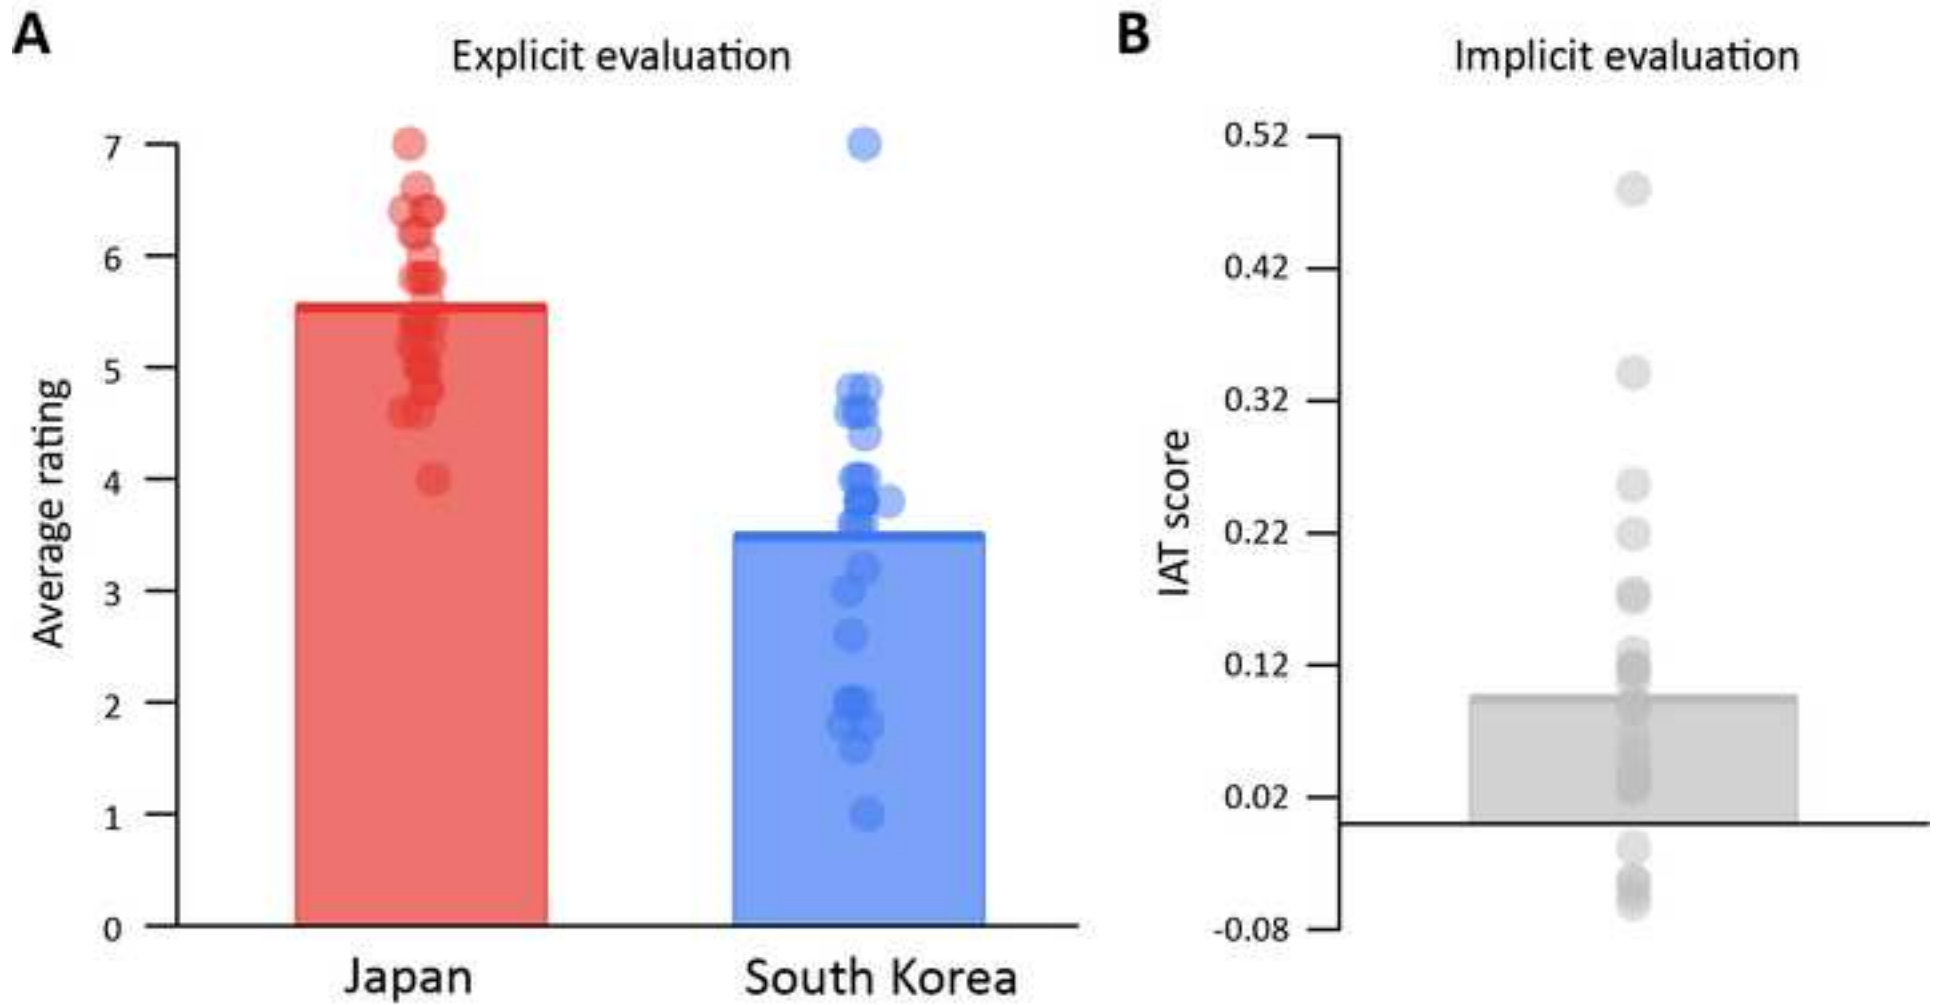 A
Explicit evaluation
Average rating
7
6
5
4
3
2
1
0
Japan
South Korea
B
Implicit evaluation
IAT score
0.52
0.42
0.32
0.22
0.12
0.02
-0.08